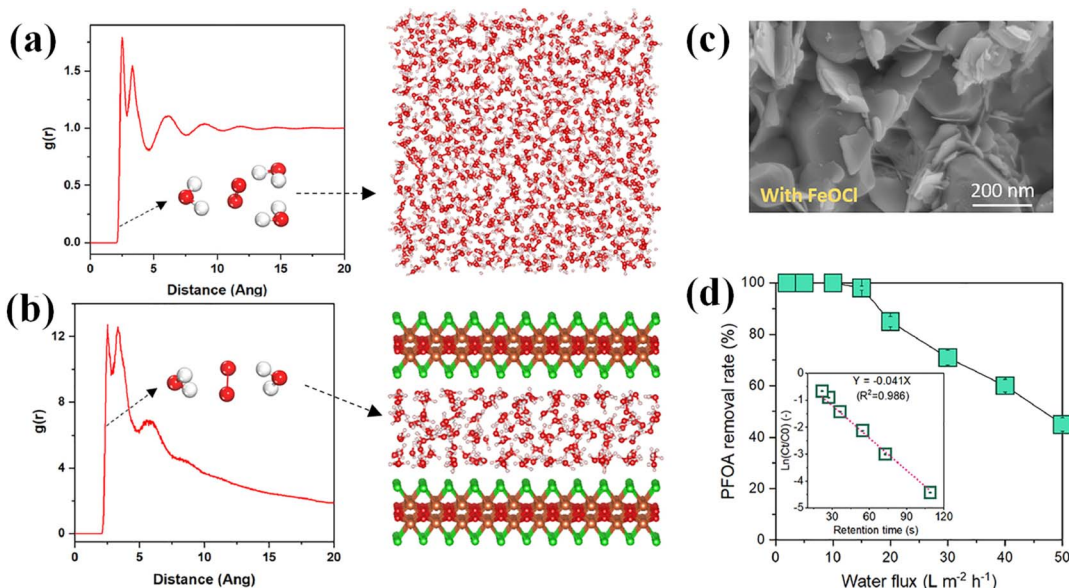 (a)
1.5
1.0
0.5
0.0
g(r)
0 5 10 15 20
Distance (Ang)
(b)
12
8
4
0
g(r)
0 5 10 15 20
Distance (Ang)
(c)
With FeOCl
200 nm
(d)
100
80
60
40
20
0
PFOA removal rate (%)
Y = -0.041X
(R²=0.986)
0
-1
-2
-3
-4
-5
Ln(Ct/C0) (-)
0 30 60 90 120
Retention time (s)
0 10 20 30 40 50
Water flux (L m⁻² h⁻¹)